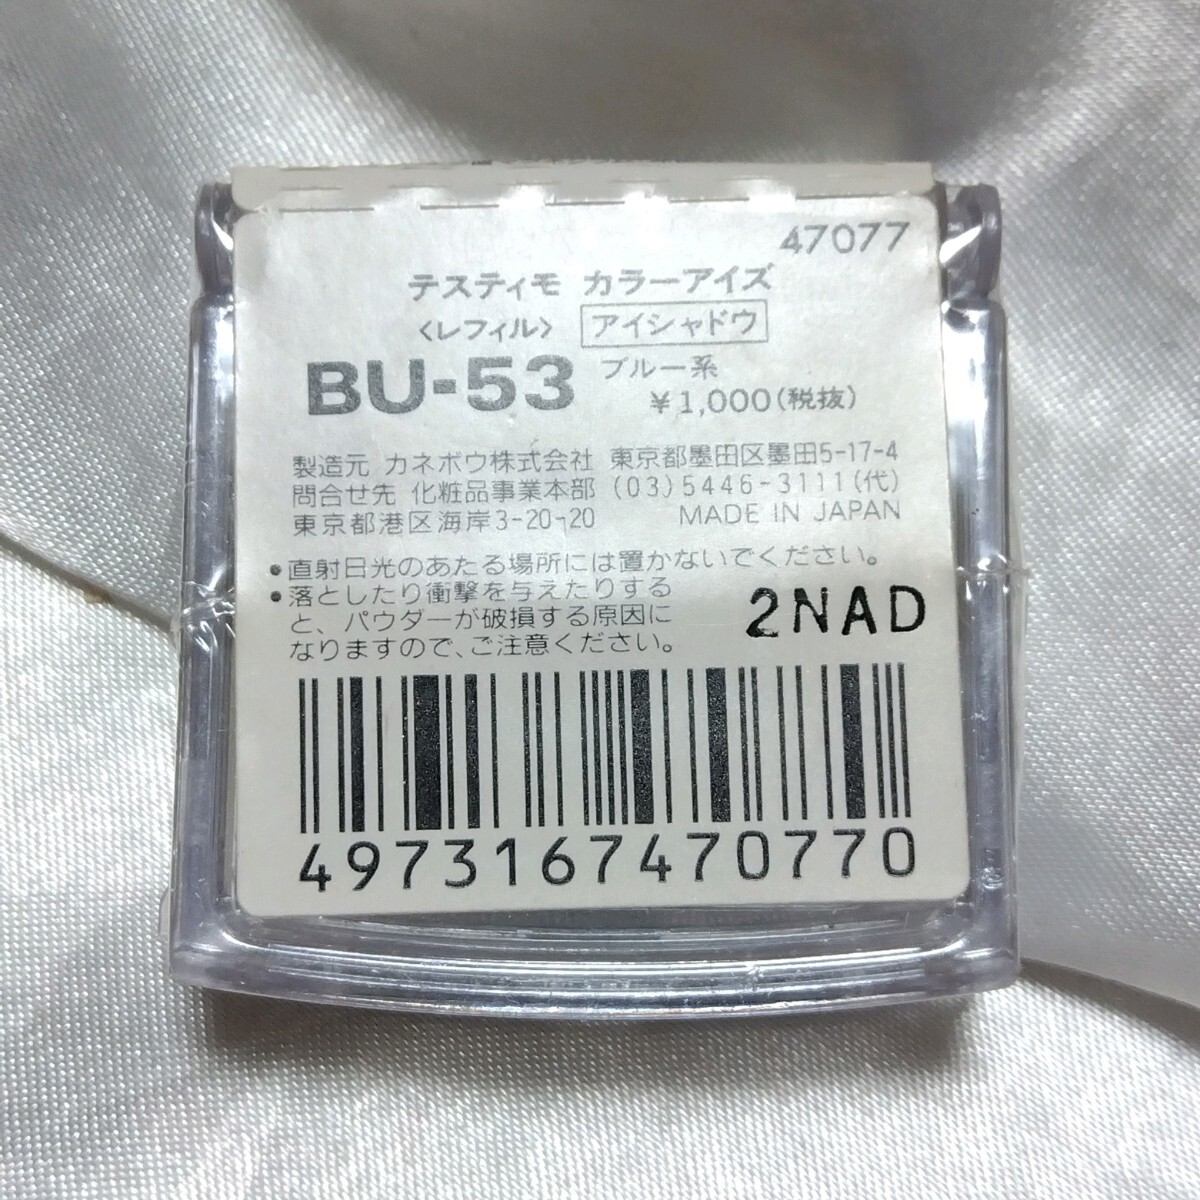 47077
テスティモ カラーアイズ
〈レフィル〉 アイシャドウ
BU-53 ブルー系
¥1,000(税抜)
製造元 カネボウ株式会社 東京都墨田区墨田5-17-4
問合せ先 化粧品事業本部 (03)5446-3111(代)
東京都港区海岸3-20-20 MADE IN JAPAN
•直射日光のあたる場所には置かないでください。
•落としたり衝撃を与えたりする
と、パウダーが破損する原因に
なりますので、ご注意ください。
2NAD
4973167470770